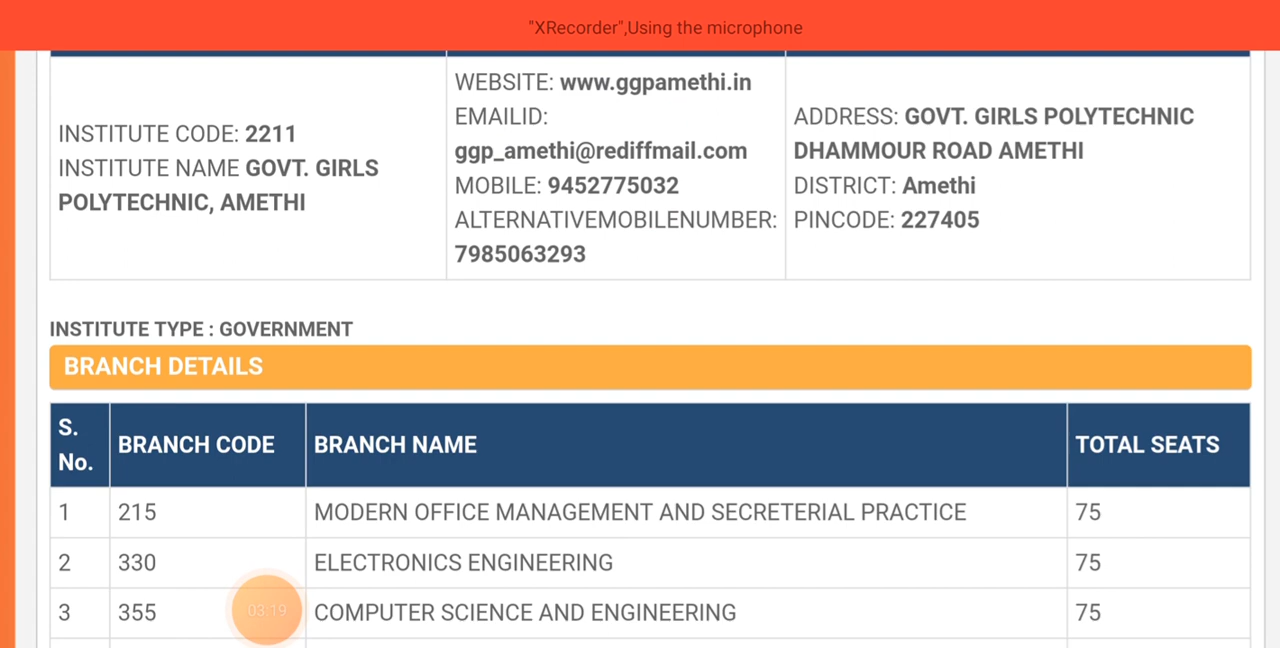 "XRecorder",Using the microphone
INSTITUTE CODE: 2211
INSTITUTE NAME GOVT. GIRLS
POLYTECHNIC, AMETHI
WEBSITE: www.ggpamethi.in
EMAILID:
ggp_amethi@rediffmail.com
MOBILE: 9452775032
ALTERNATIVEMOBILENUMBER:
7985063293
ADDRESS: GOVT. GIRLS POLYTECHNIC
DHAMMOUR ROAD AMETHI
DISTRICT: Amethi
PINCODE: 227405
INSTITUTE TYPE : GOVERNMENT
BRANCH DETAILS
S. No. BRANCH CODE BRANCH NAME TOTAL SEATS
1 215 MODERN OFFICE MANAGEMENT AND SECRETERIAL PRACTICE 75
2 330 ELECTRONICS ENGINEERING 75
3 355 COMPUTER SCIENCE AND ENGINEERING 75
03:19